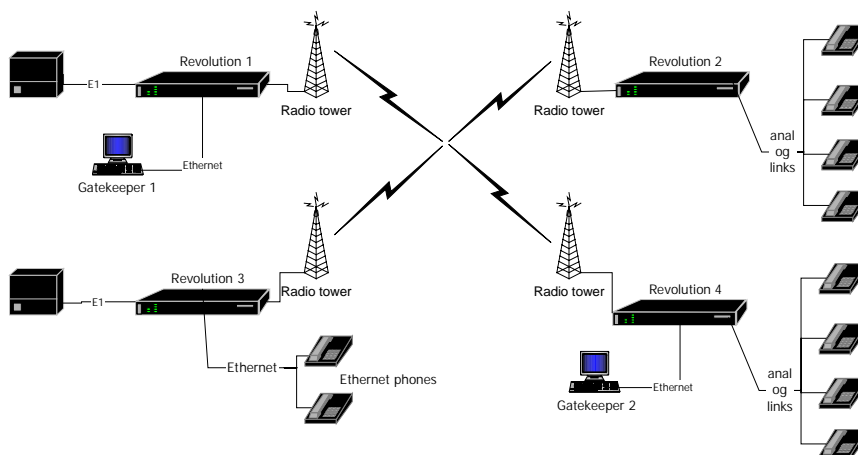 Revolution 1
E1
Radio tower
Ethernet
Gatekeeper 1
Revolution 2
Radio tower
anal
og
links
Revolution 3
E1
Radio tower
Ethernet
Ethernet phones
Radio tower
Revolution 4
Ethernet
Gatekeeper 2
anal
og
links